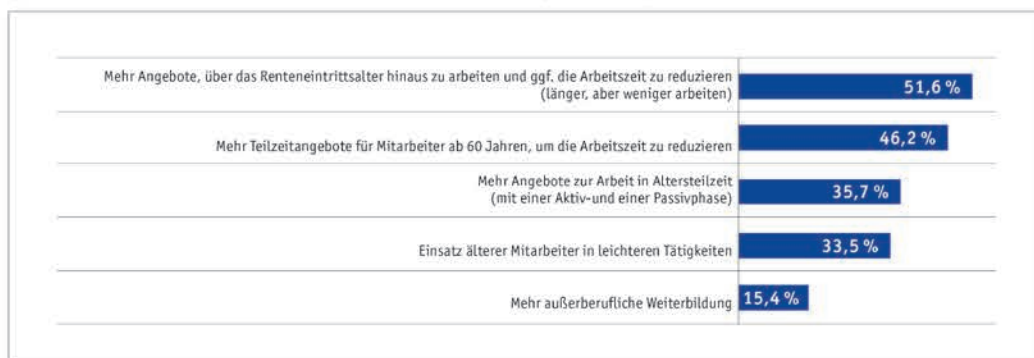 Mehr Angebote, über das Renteneintrittsalter hinaus zu arbeiten und ggf. die Arbeitszeit zu reduzieren
(länger, aber weniger arbeiten)
51,6 %
Mehr Teilzeitangebote für Mitarbeiter ab 60 Jahren, um die Arbeitszeit zu reduzieren
46,2 %
Mehr Angebote zur Arbeit in Altersteilzeit
(mit einer Aktiv-und einer Passivphase)
35,7 %
Einsatz älterer Mitarbeiter in leichteren Tätigkeiten
33,5 %
Mehr außerberufliche Weiterbildung
15,4 %